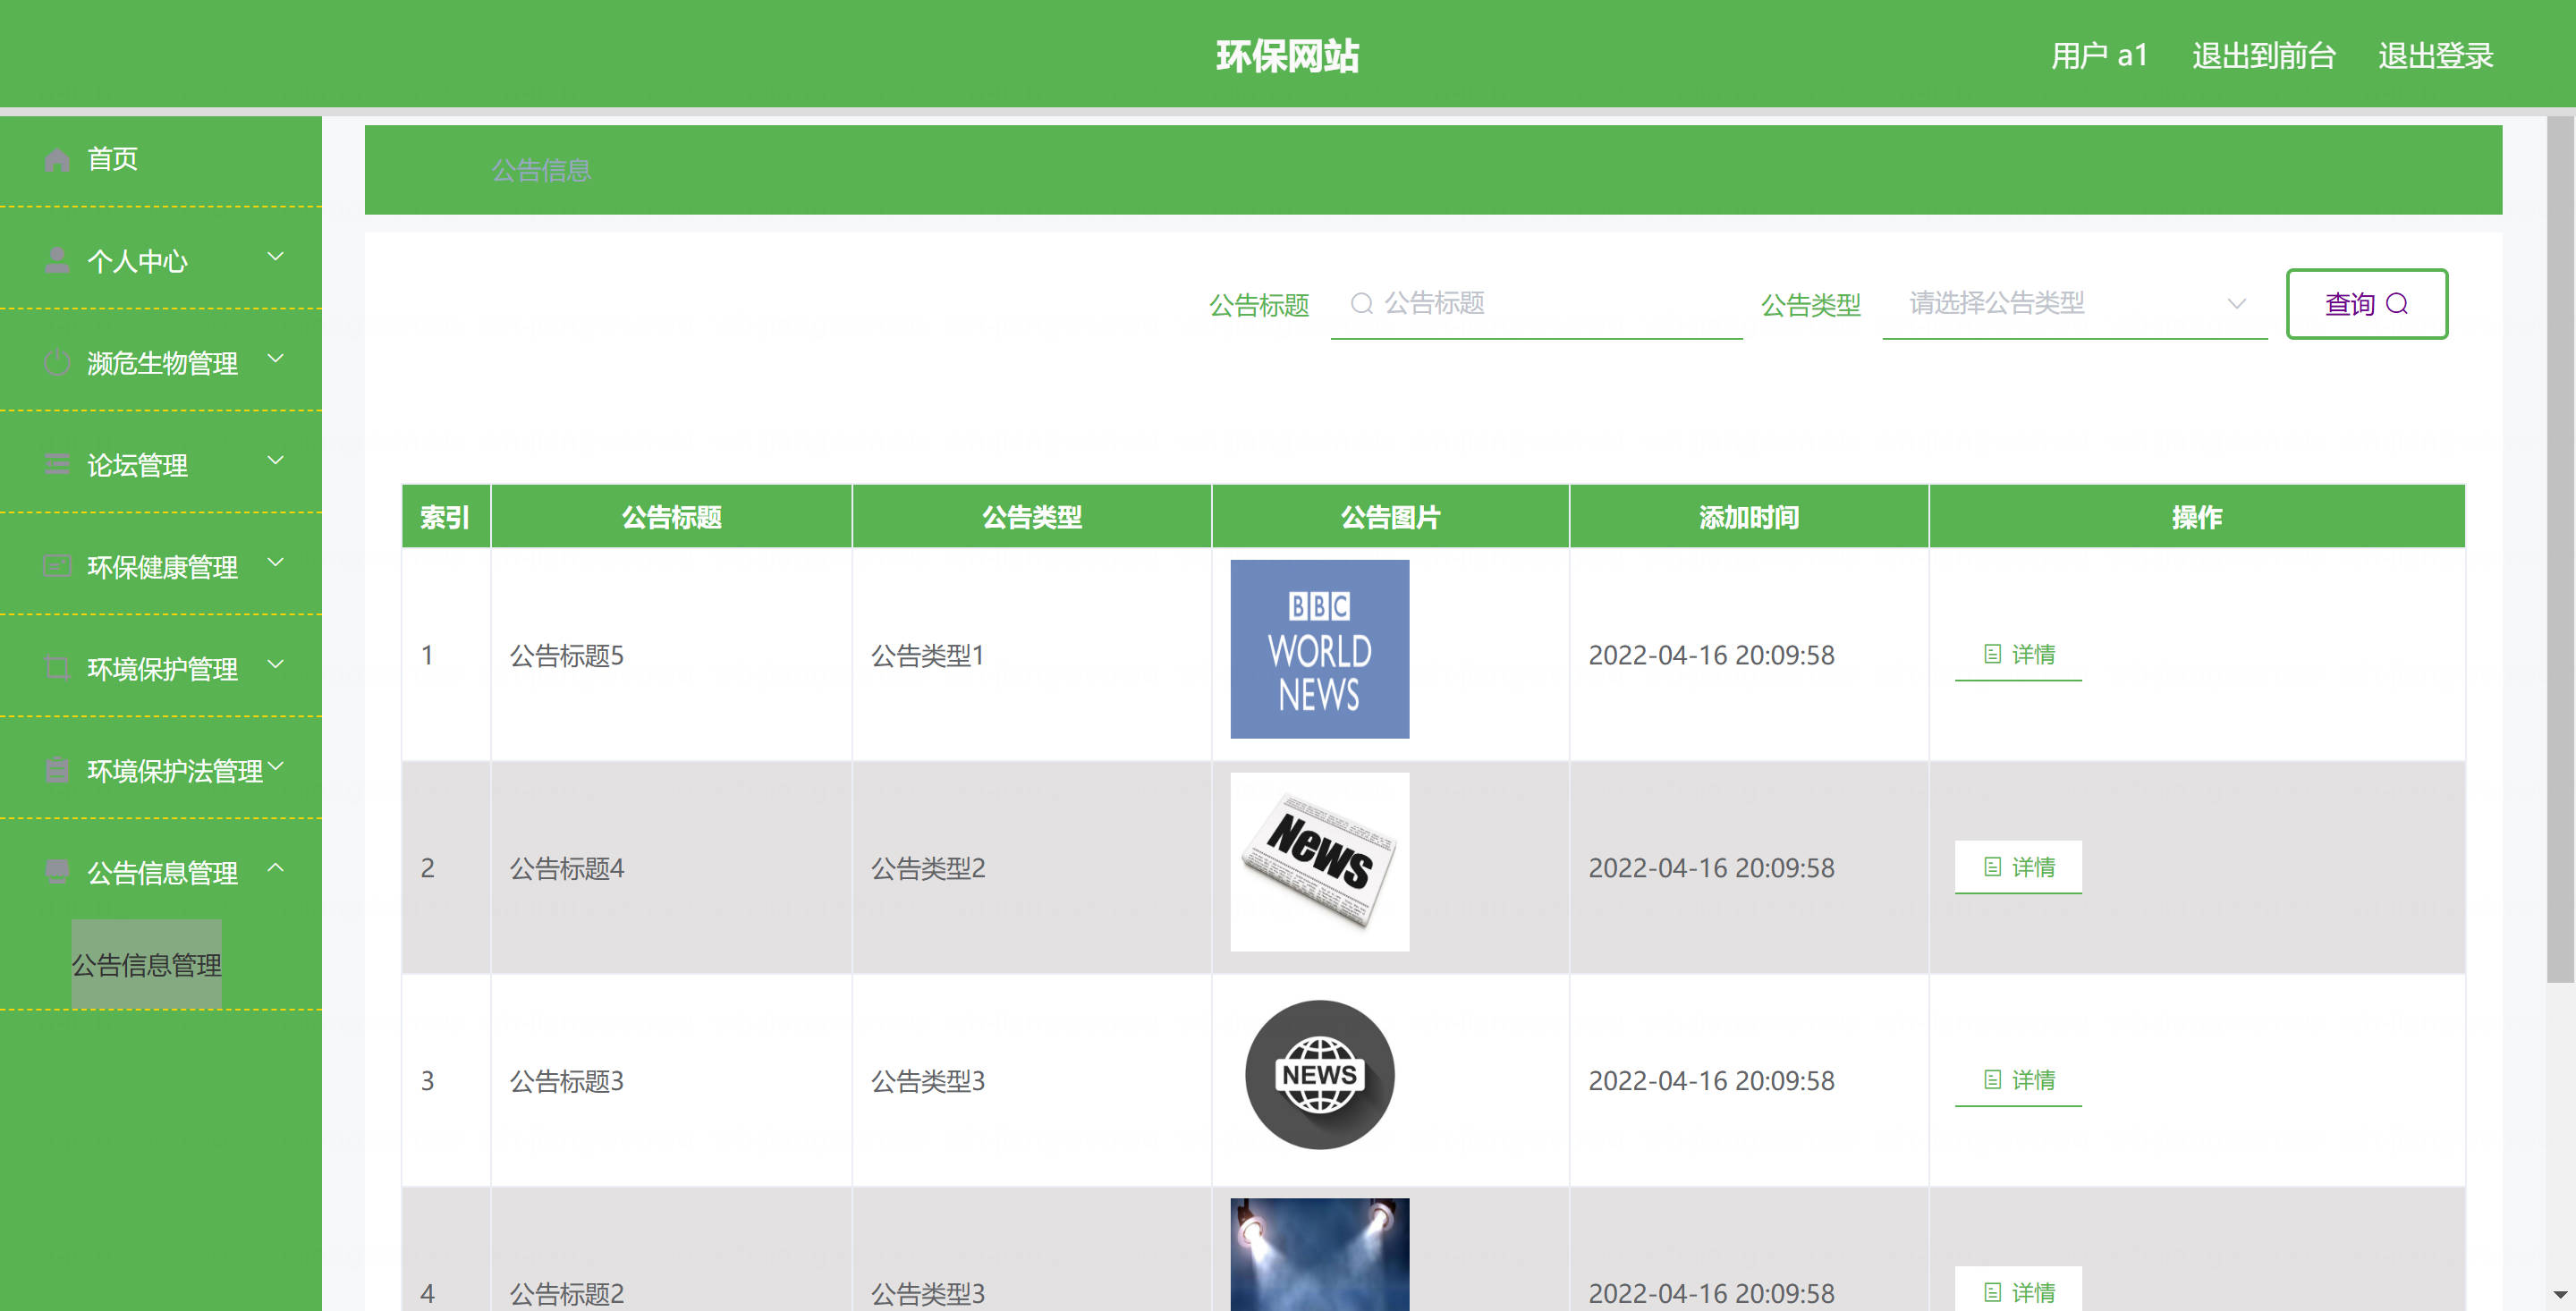 环保网站
用户 a1 退出到前台 退出登录
首页
个人中心
濒危生物管理
论坛管理
环保健康管理
环境保护管理
环境保护法管理
公告信息管理
公告信息管理
公告信息
公告标题 公告标题 公告类型 请选择公告类型 查询
索引 公告标题 公告类型 公告图片 添加时间 操作
1 公告标题5 公告类型1 2022-04-16 20:09:58 详情
BBC
WORLD
NEWS
2 公告标题4 公告类型2 2022-04-16 20:09:58 详情
News
3 公告标题3 公告类型3 2022-04-16 20:09:58 详情
NEWS
4 公告标题2 公告类型3 2022-04-16 20:09:58 详情